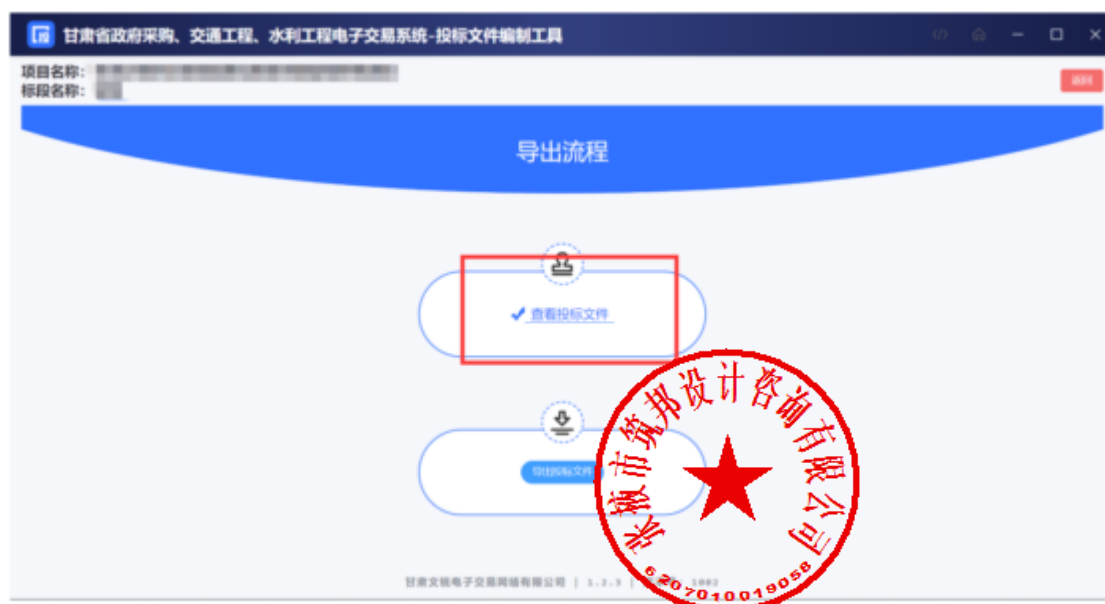 甘肃省政府采购、交通工程、水利工程电子交易系统-投标文件编制工具
项目名称：
标段名称：
返回
导出流程
查看投标文件
导出投标文件
张掖市筑邦设计咨询有限公司
6207010019058
甘肃文锐电子交易网络有限公司 | 1.2.3 |
1002